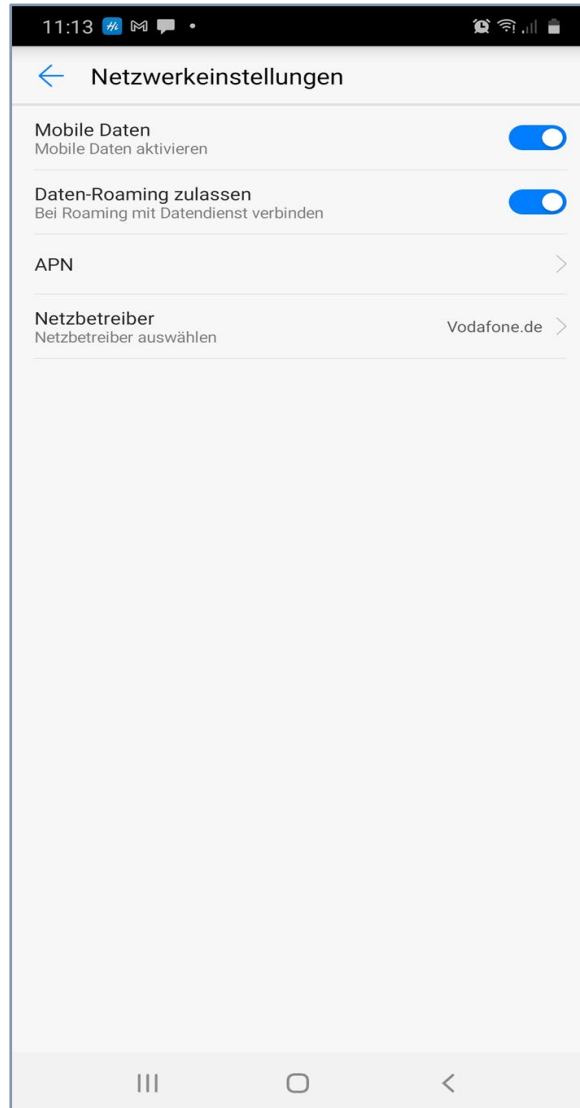 11:13
Netzwerkeinstellungen
Mobile Daten
Mobile Daten aktivieren
Daten-Roaming zulassen
Bei Roaming mit Datendienst verbinden
APN
Netzbetreiber
Netzbetreiber auswählen
Vodafone.de